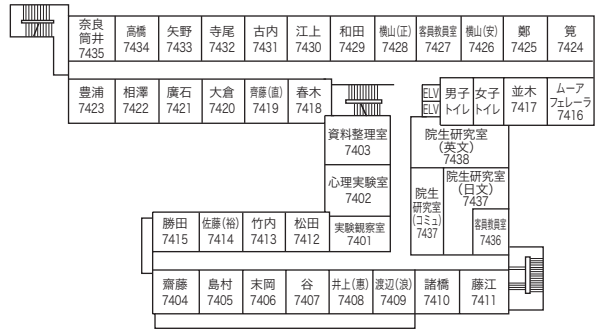 奈良
筒井
7435
高橋
7434
矢野
7433
寺尾
7432
古内
7431
江上
7430
和田
7429
横山(正)
7428
客員教員室
7427
横山(安)
7426
鄭
7425
筧
7424
豊浦
7423
相澤
7422
廣石
7421
大倉
7420
齊藤(直)
7419
春木
7418
ELV
ELV
男子
トイレ
女子
トイレ
並木
7417
ムーア
フェレーラ
7416
資料整理室
7403
心理実験室
7402
実験観察室
7401
院生研究室
(英文)
7438
院生
研究室
(コミュ)
7437
院生研究室
(日文)
7437
客員教員室
7436
勝田
7415
佐藤(裕)
7414
竹内
7413
松田
7412
齋藤
7404
島村
7405
末岡
7406
谷
7407
井上(恵)
7408
渡辺(浪)
7409
諸橋
7410
藤江
7411